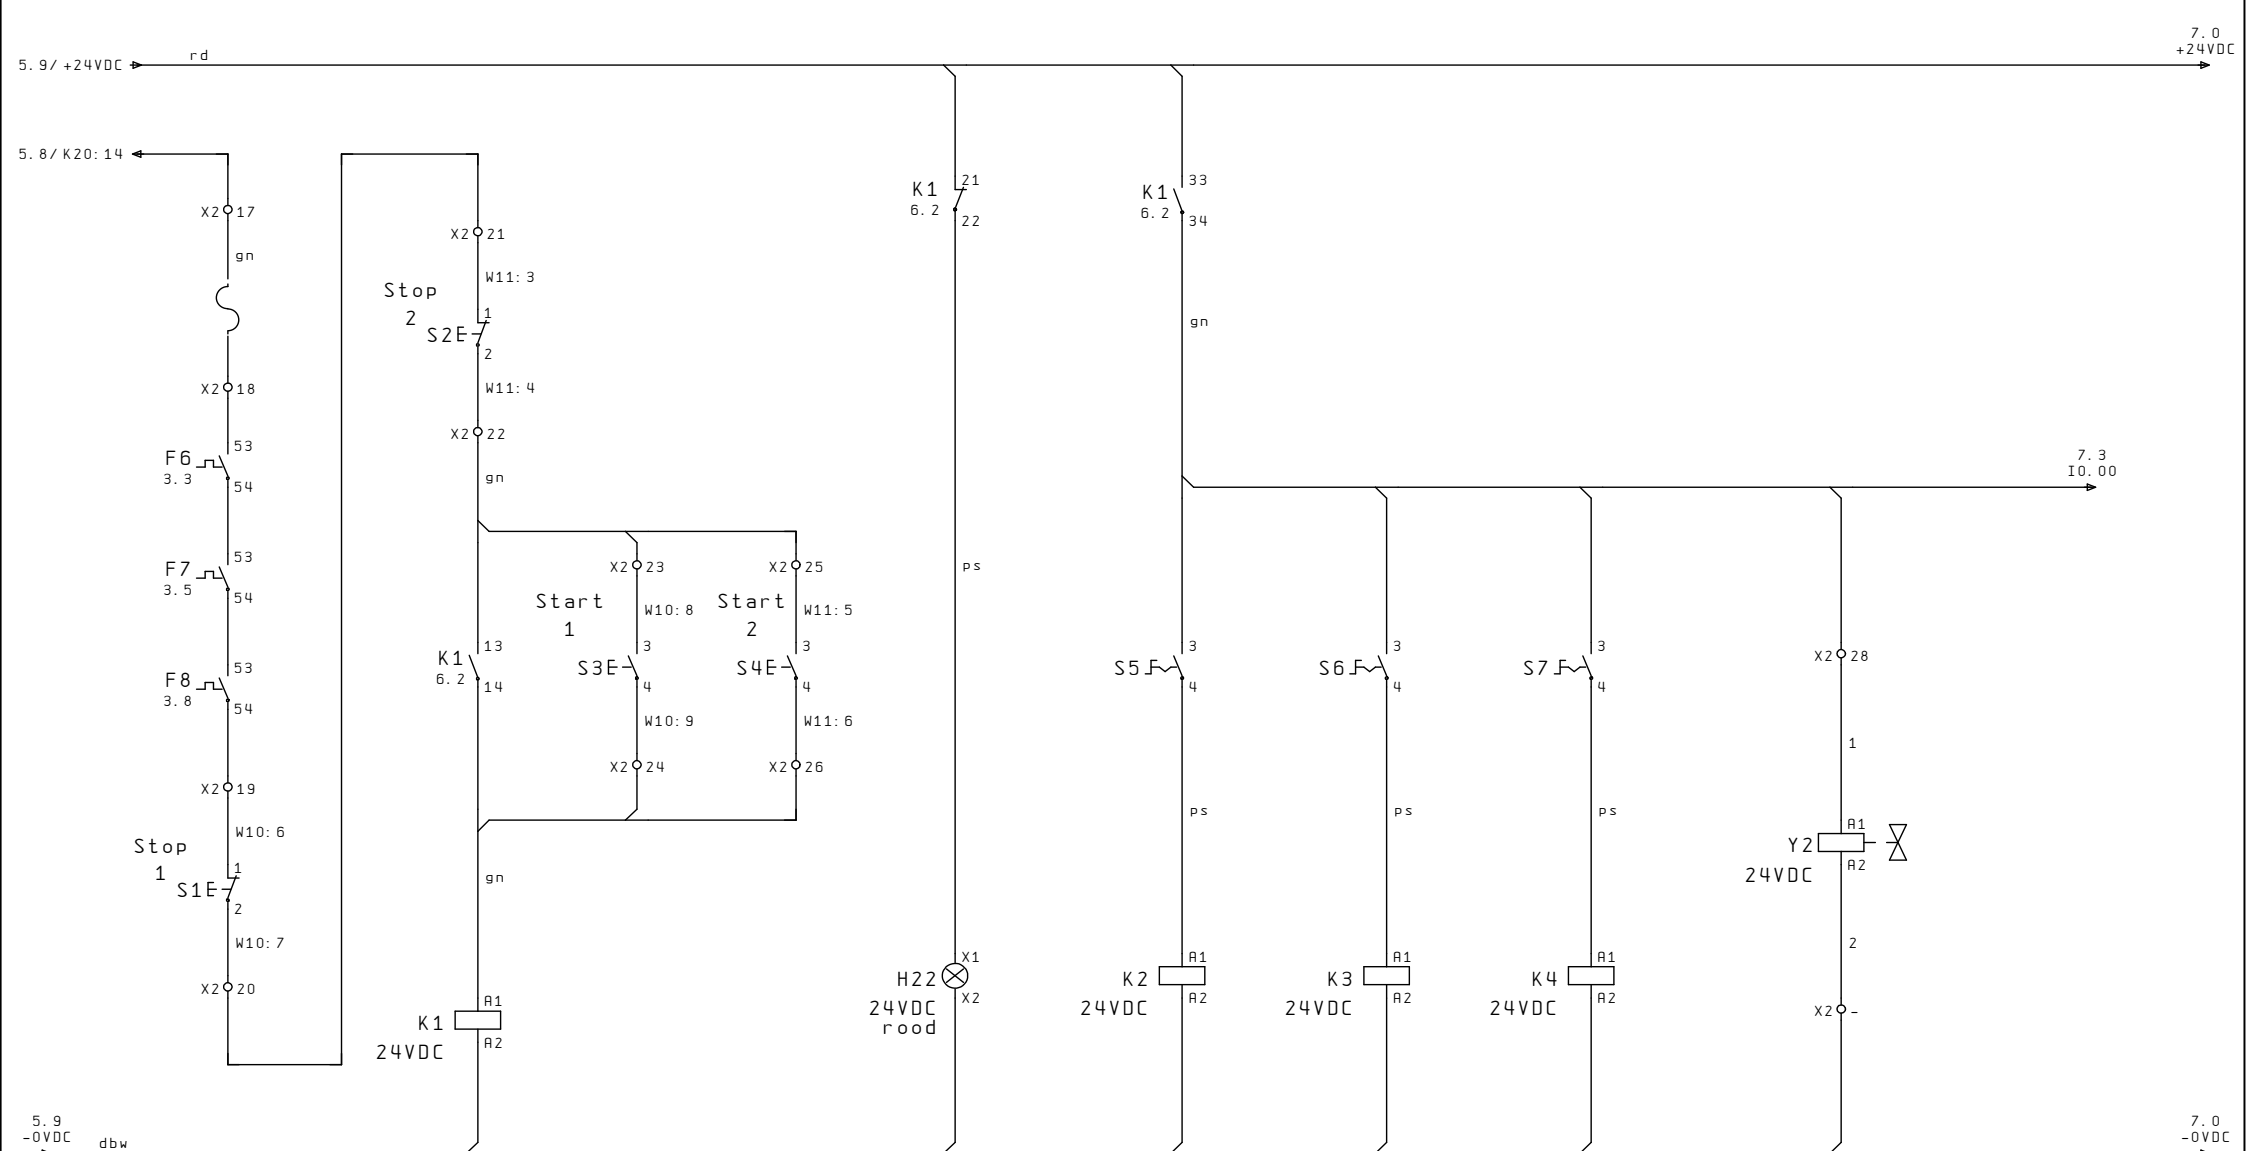 7.0
+24VDC
5.9/+24VDC
rd
5.8/K20:14
X2 17
gn
X2 18
F6
3.3
53
54
F7
3.5
53
54
F8
3.8
53
54
X2 19
W10:6
Stop
1
S1
1
2
W10:7
X2 20
X2 21
W11:3
Stop
2
S2
1
2
W11:4
X2 22
gn
K1
6.2
13
14
X2 23
Start
1
W10:8
S3
3
4
W10:9
X2 24
X2 25
Start
2
W11:5
S4
3
4
W11:6
X2 26
gn
K1
24VDC
A1
A2
K1
6.2
21
22
ps
H22
24VDC
rood
X1
X2
K1
6.2
33
34
gn
7.3
I0.00
S5
3
4
ps
K2
24VDC
A1
A2
S6
3
4
ps
K3
24VDC
A1
A2
S7
3
4
ps
K4
24VDC
A1
A2
X2 28
1
Y2
24VDC
A1
A2
2
X2 -
5.9
-0VDC
dbw
7.0
-0VDC